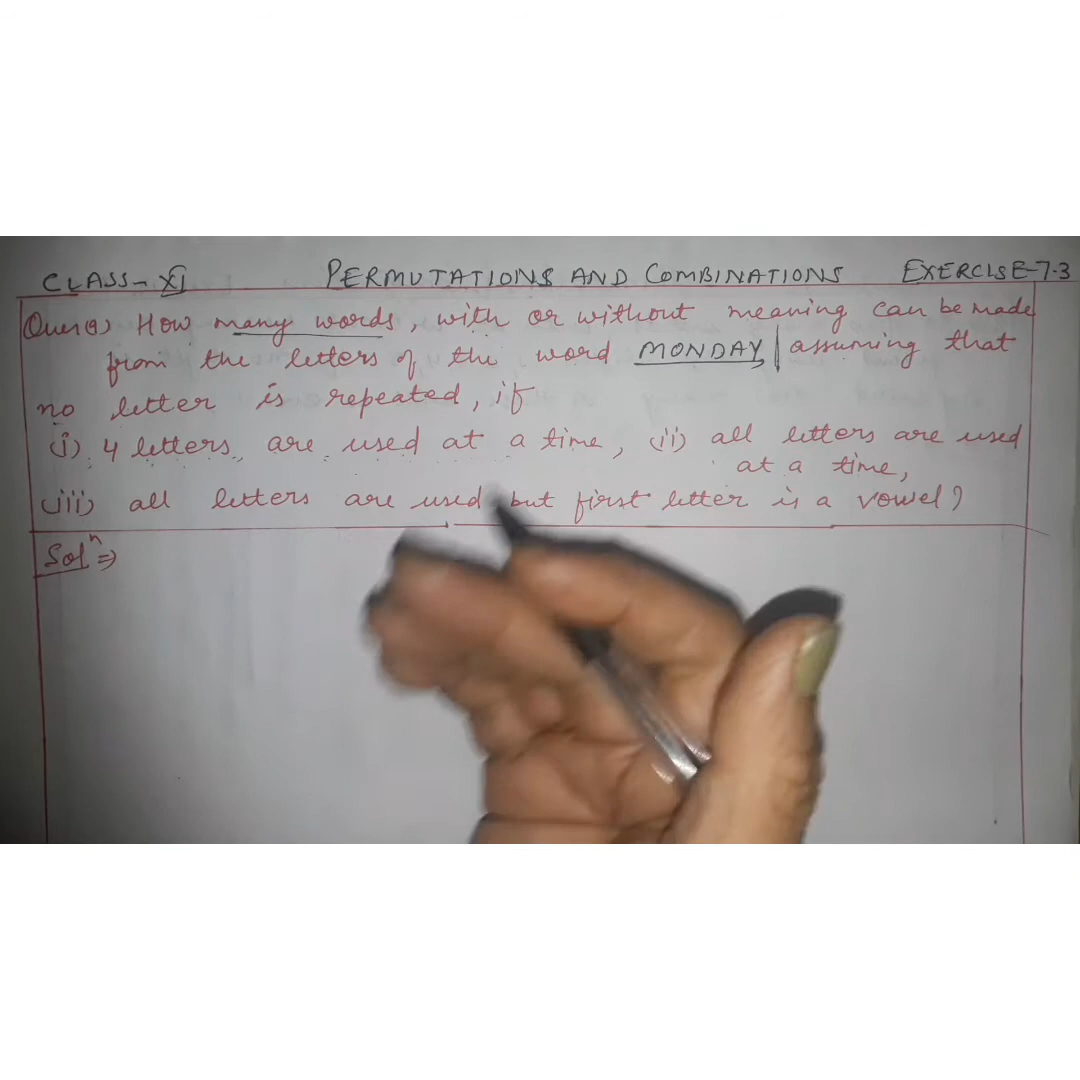 CLASS-XI PERMUTATIONS AND COMBINATIONS EXERCISE-7.3
Ques(9) How many words, with or without meaning can be made
from the letters of the word MONDAY, assuming that
no letter is repeated, if
(i) 4 letters are used at a time, (ii) all letters are used
at a time,
(iii) all letters are used but first letter is a vowel?
Solⁿ ⇒